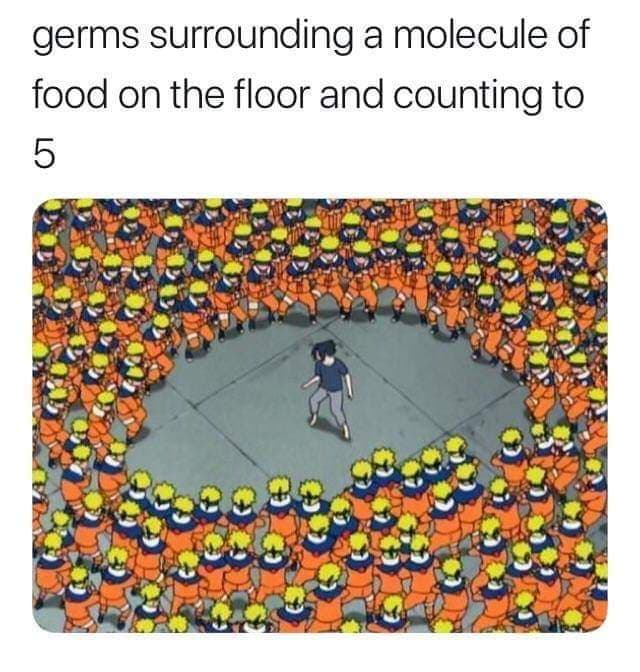 germs surrounding a molecule of
food on the floor and counting to
5